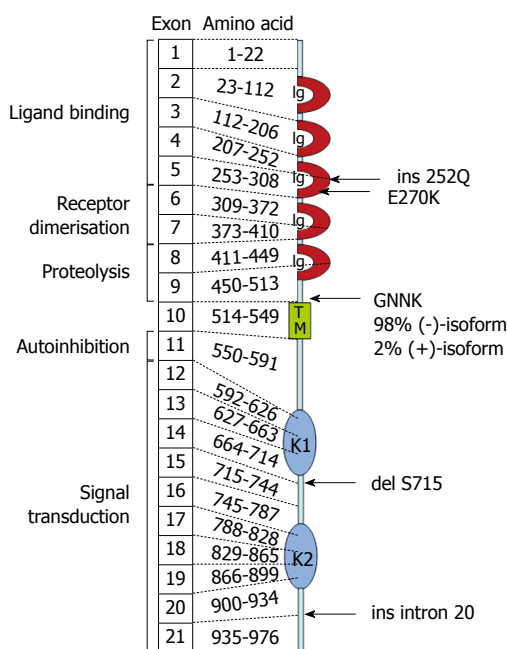 Exon Amino acid
1 1-22
2 23-112
3 112-206
4 207-252
5 253-308
6 309-372
7 373-410
8 411-449
9 450-513
10 514-549
11 550-591
12 592-626
13 627-663
14 664-714
15 715-744
16 745-787
17 788-828
18 829-865
19 866-899
20 900-934
21 935-976
Ligand binding
Receptor
dimerisation
Proteolysis
Autoinhibition
Signal
transduction
Ig
Ig
Ig
Ig
Ig
T
M
K1
K2
ins 252Q
E270K
GNNK
98% (-)-isoform
2% (+)-isoform
del S715
ins intron 20